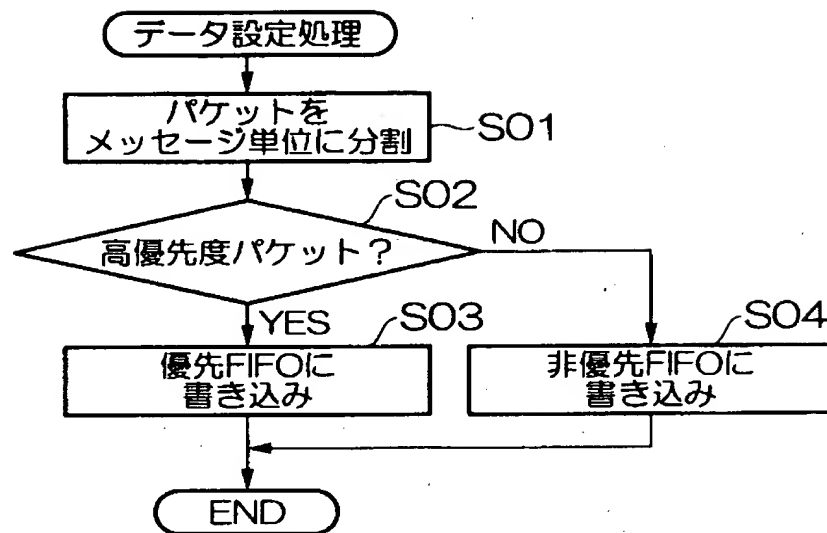 データ設定処理
パケットを
メッセージ単位に分割
S01
S02
高優先度パケット?
NO
YES
S03
S04
優先FIFOに
書き込み
非優先FIFOに
書き込み
END